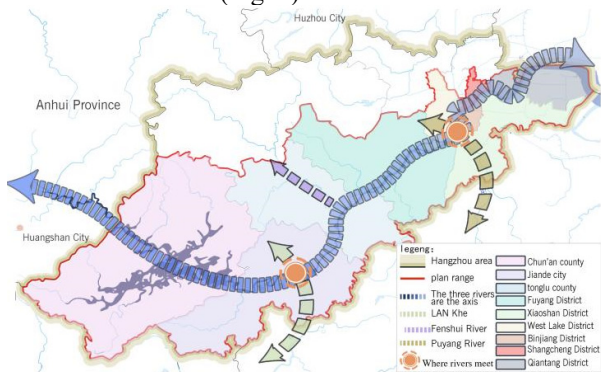 Huzhou City
Anhui Province
Huangshan City
legeng:
Hangzhou area
plan range
The three rivers
are the axis
LAN Khe
Fenshui River
Puyang River
Where rivers meet
Chun'an county
Jiande city
tonglu county
Fuyang District
Xiaoshan District
West Lake District
Binjiang District
Shangcheng District
Qiantang District